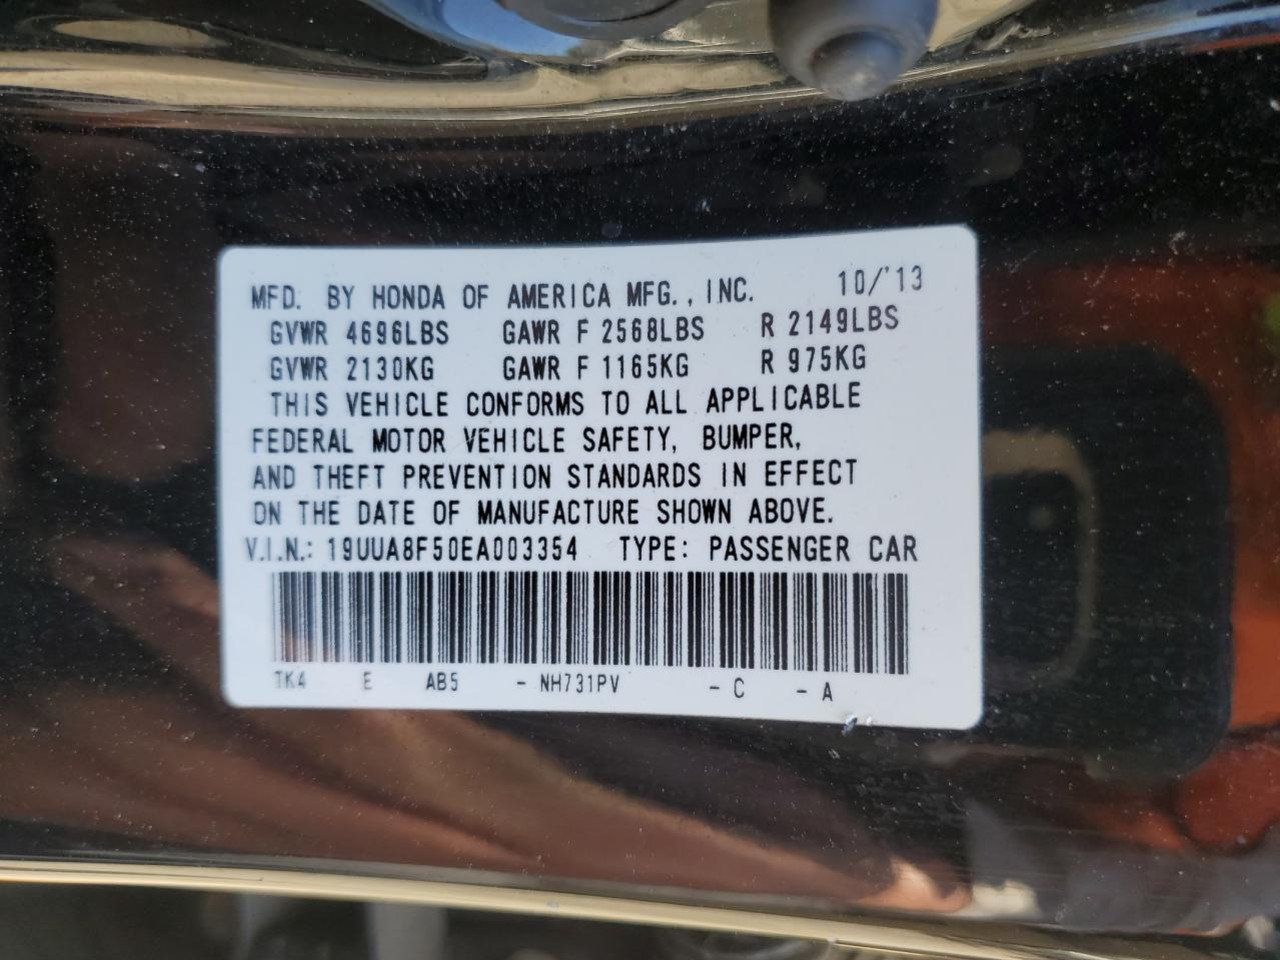 MFD. BY HONDA OF AMERICA MFG., INC. 10/'13
GVWR 4696LBS GAWR F 2568LBS R 2149LBS
GVWR 2130KG GAWR F 1165KG R 975KG
THIS VEHICLE CONFORMS TO ALL APPLICABLE
FEDERAL MOTOR VEHICLE SAFETY, BUMPER,
AND THEFT PREVENTION STANDARDS IN EFFECT
ON THE DATE OF MANUFACTURE SHOWN ABOVE.
V.I.N.: 19UUA8F50EA003354 TYPE: PASSENGER CAR
TK4 E AB5 - NH731PV - C - A